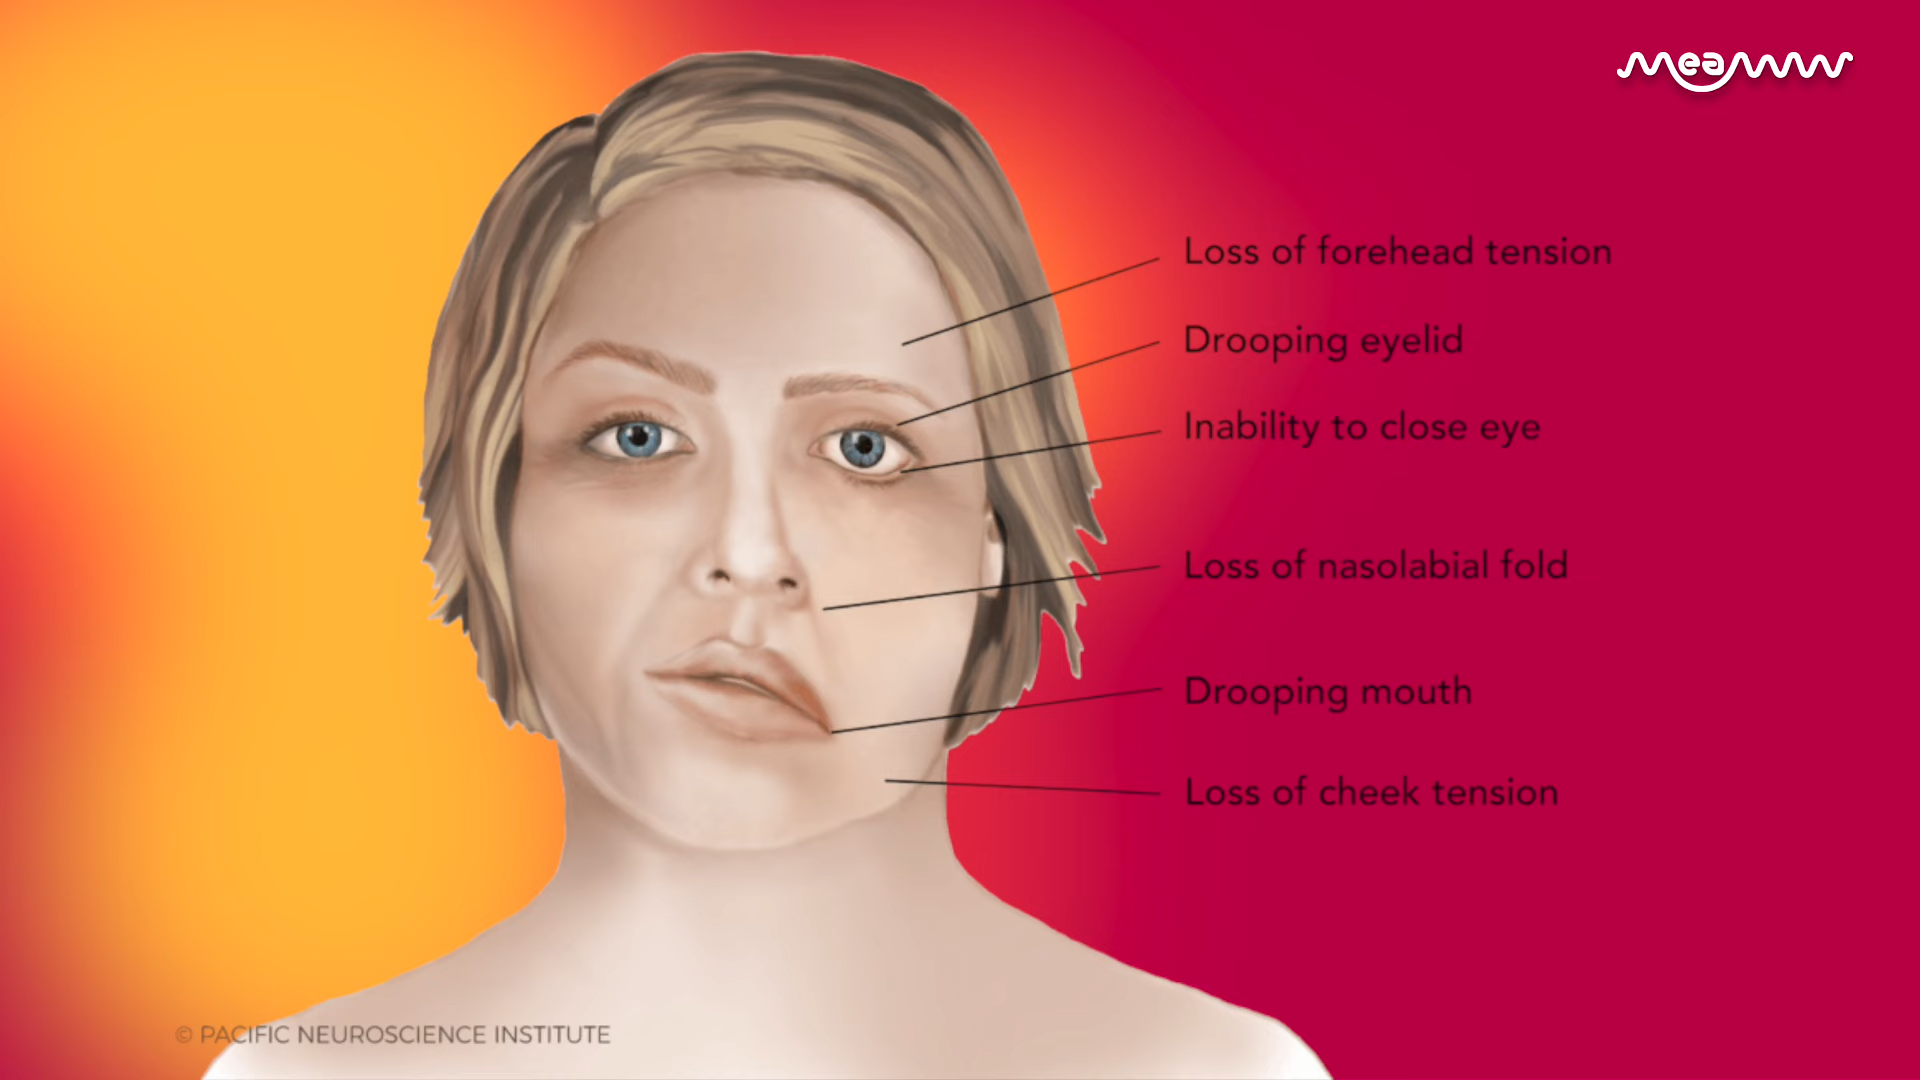 meaww
Loss of forehead tension
Drooping eyelid
Inability to close eye
Loss of nasolabial fold
Drooping mouth
Loss of cheek tension
© PACIFIC NEUROSCIENCE INSTITUTE